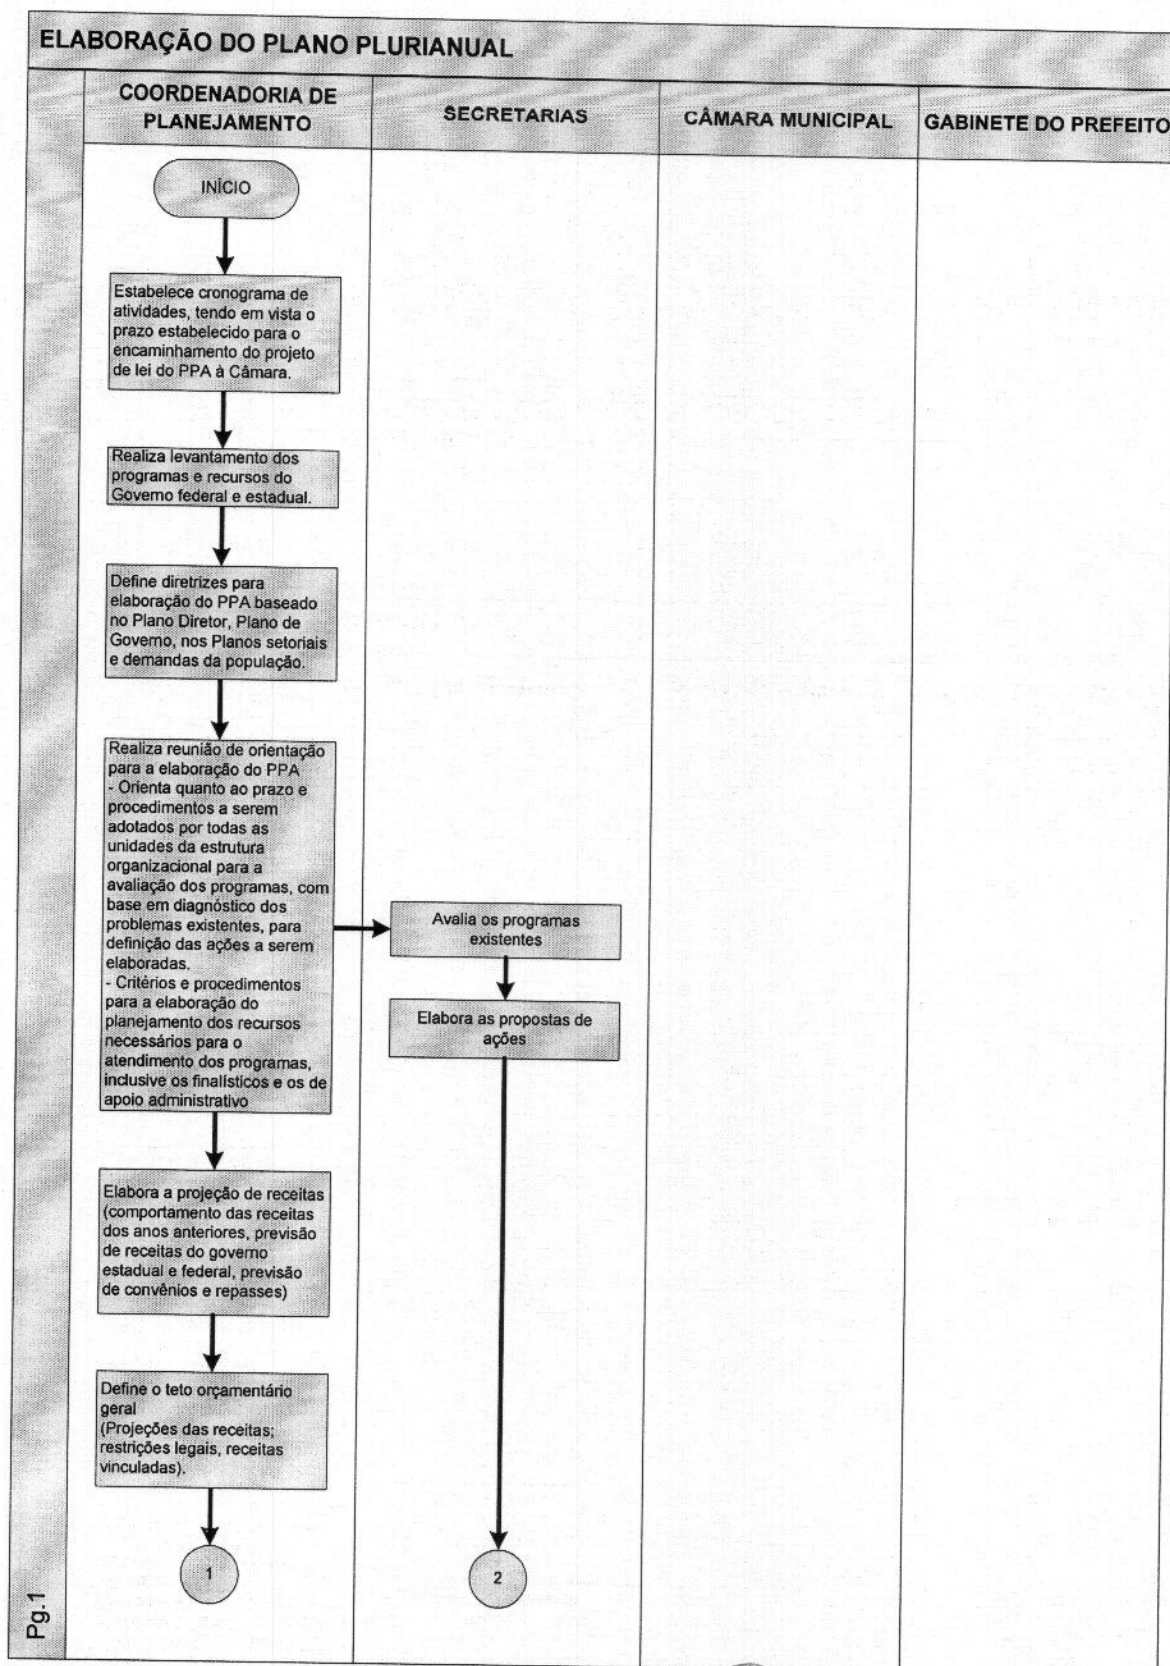 ELABORAÇÃO DO PLANO PLURIANUAL
COORDENADORIA DE
PLANEJAMENTO
SECRETARIAS
CÂMARA MUNICIPAL
GABINETE DO PREFEITO
INÍCIO
Estabelece cronograma de
atividades, tendo em vista o
prazo estabelecido para o
encaminhamento do projeto
de lei do PPA à Câmara.
Realiza levantamento dos
programas e recursos do
Governo federal e estadual.
Define diretrizes para
elaboração do PPA baseado
no Plano Diretor, Plano de
Governo, nos Planos setoriais
e demandas da população.
Realiza reunião de orientação
para a elaboração do PPA
- Orienta quanto ao prazo e
procedimentos a serem
adotados por todas as
unidades da estrutura
organizacional para a
avaliação dos programas, com
base em diagnóstico dos
problemas existentes, para
definição das ações a serem
elaboradas.
- Critérios e procedimentos
para a elaboração do
planejamento dos recursos
necessários para o
atendimento dos programas,
inclusive os finalísticos e os de
apoio administrativo
Avalia os programas
existentes
Elabora as propostas de
ações
Elabora a projeção de receitas
(comportamento das receitas
dos anos anteriores, previsão
de receitas do governo
estadual e federal, previsão
de convênios e repasses)
Define o teto orçamentário
geral
(Projeções das receitas;
restrições legais, receitas
vinculadas).
1
2
Pg.1